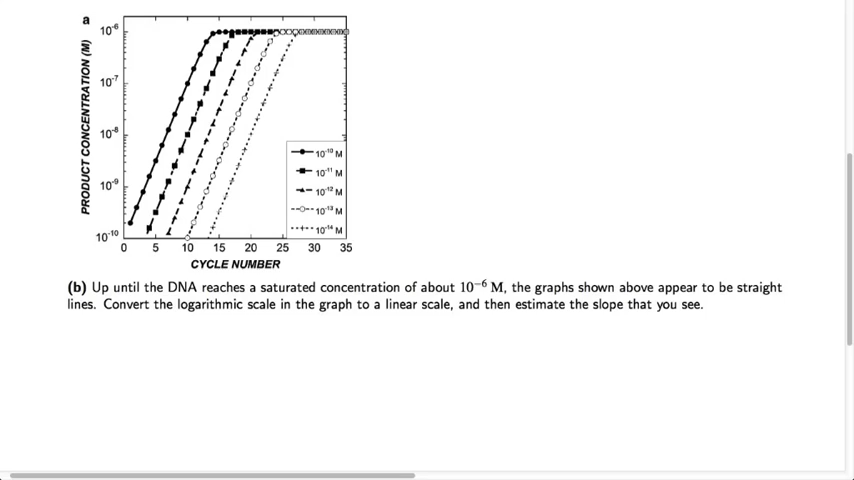 a
10⁻⁶
10⁻⁷
10⁻⁸
10⁻⁹
10⁻¹⁰
PRODUCT CONCENTRATION (M)
0 5 10 15 20 25 30 35
CYCLE NUMBER
10⁻¹⁰ M
10⁻¹¹ M
10⁻¹² M
10⁻¹³ M
10⁻¹⁴ M
(b) Up until the DNA reaches a saturated concentration of about 10⁻⁶ M, the graphs shown above appear to be straight
lines. Convert the logarithmic scale in the graph to a linear scale, and then estimate the slope that you see.